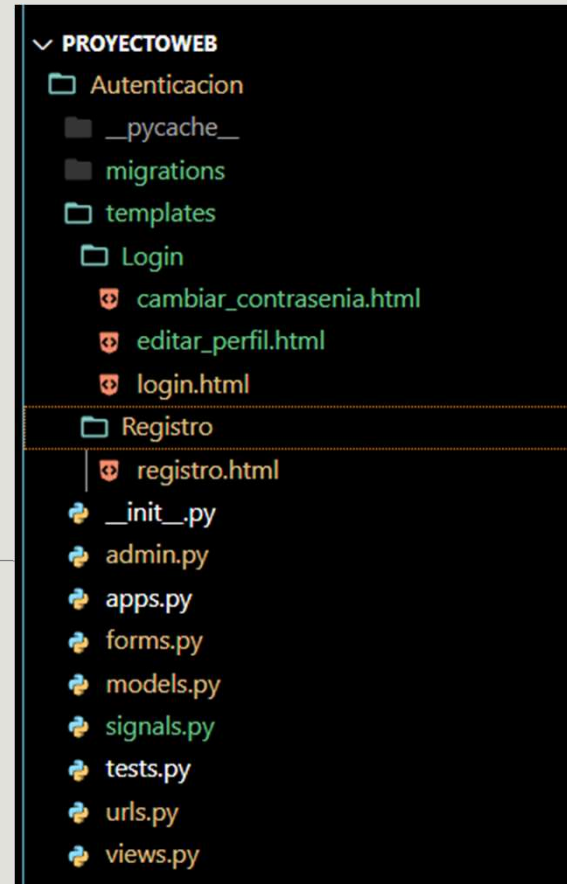 PROYECTOWEB
Autenticacion
__pycache__
migrations
templates
Login
cambiar_contrasenia.html
editar_perfil.html
login.html
Registro
registro.html
__init__.py
admin.py
apps.py
forms.py
models.py
signals.py
tests.py
urls.py
views.py